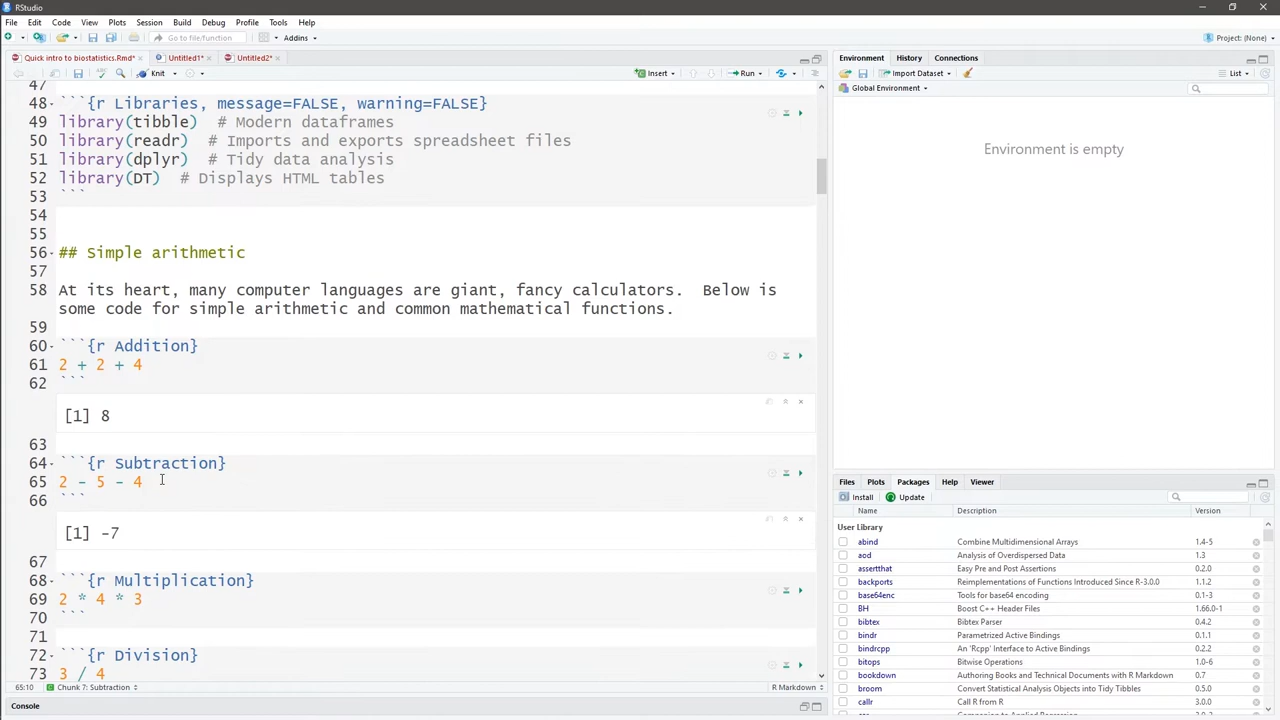 RStudio
File Edit Code View Plots Session Build Debug Profile Tools Help
Go to file/function Addins Project: (None)
Quick intro to biostatistics.Rmd* Untitled1* Untitled2*
Knit Insert Run
47
48 ```{r Libraries, message=FALSE, warning=FALSE}
49 library(tibble)  # Modern dataframes
50 library(readr)  # Imports and exports spreadsheet files
51 library(dplyr)  # Tidy data analysis
52 library(DT)  # Displays HTML tables
53 ```
54
55
56 ## Simple arithmetic
57
58 At its heart, many computer languages are giant, fancy calculators.  Below is
some code for simple arithmetic and common mathematical functions.
59
60 ```{r Addition}
61 2 + 2 + 4
62 ```
[1] 8
63
64 ```{r Subtraction}
65 2 - 5 - 4
66 ```
[1] -7
67
68 ```{r Multiplication}
69 2 * 4 * 3
70 ```
71
72 ```{r Division}
73 3 / 4
65:10 Chunk 7: Subtraction R Markdown
Console
Environment History Connections
Import Dataset List
Global Environment
Environment is empty
Files Plots Packages Help Viewer
Install Update
Name Description Version
User Library
abind Combine Multidimensional Arrays 1.4-5
aod Analysis of Overdispersed Data 1.3
assertthat Easy Pre and Post Assertions 0.2.0
backports Reimplementations of Functions Introduced Since R-3.0.0 1.1.2
base64enc Tools for base64 encoding 0.1-3
BH Boost C++ Header Files 1.66.0-1
bibtex Bibtex Parser 0.4.2
bindr Parametrized Active Bindings 0.1.1
bindrcpp An 'Rcpp' Interface to Active Bindings 0.2.2
bitops Bitwise Operations 1.0-6
bookdown Authoring Books and Technical Documents with R Markdown 0.7
broom Convert Statistical Analysis Objects into Tidy Tibbles 0.5.0
callr Call R from R 3.0.0